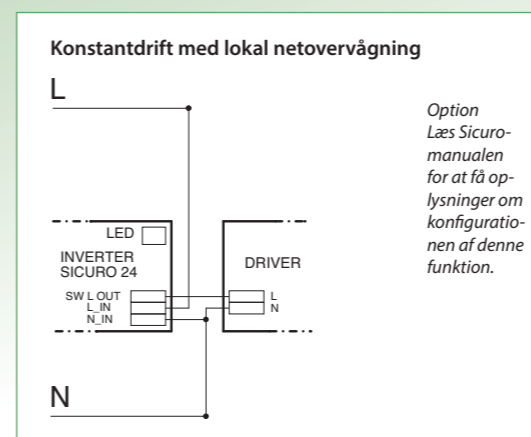 Konstantdrift med lokal netovervågning
L
Option
Læs Sicuro-
manualen
for at få op-
lysninger om
konfiguratio-
nen af denne
funktion.
LED
INVERTER
SICURO 24
SW L OUT
L_IN
N_IN
DRIVER
L
N
N